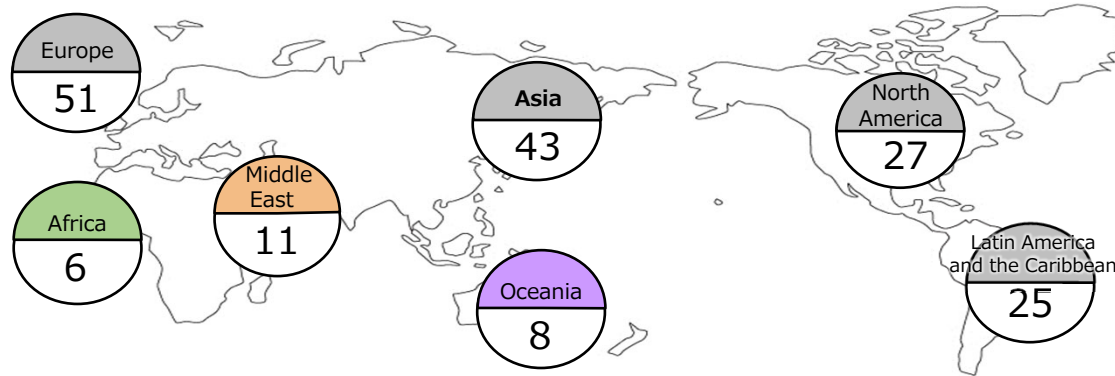 Europe
51
Asia
43
North
America
27
Middle
East
11
Africa
6
Latin America
and the Caribbean
25
Oceania
8